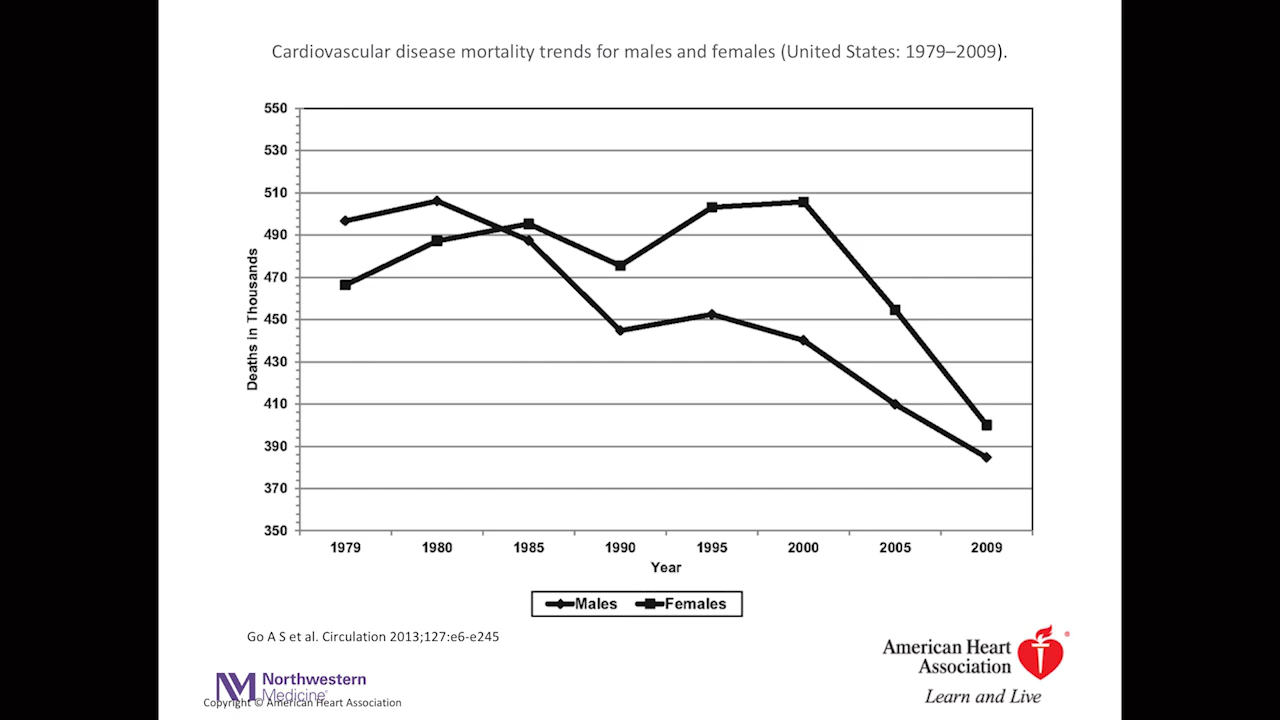 Cardiovascular disease mortality trends for males and females (United States: 1979–2009).
550
530
510
490
470
450
430
410
390
370
350
Deaths in Thousands
1979 1980 1985 1990 1995 2000 2005 2009
Year
Males Females
Go A S et al. Circulation 2013;127:e6-e245
American Heart
Association
®
Learn and Live
NM Northwestern
Medicine®
Copyright © American Heart Association